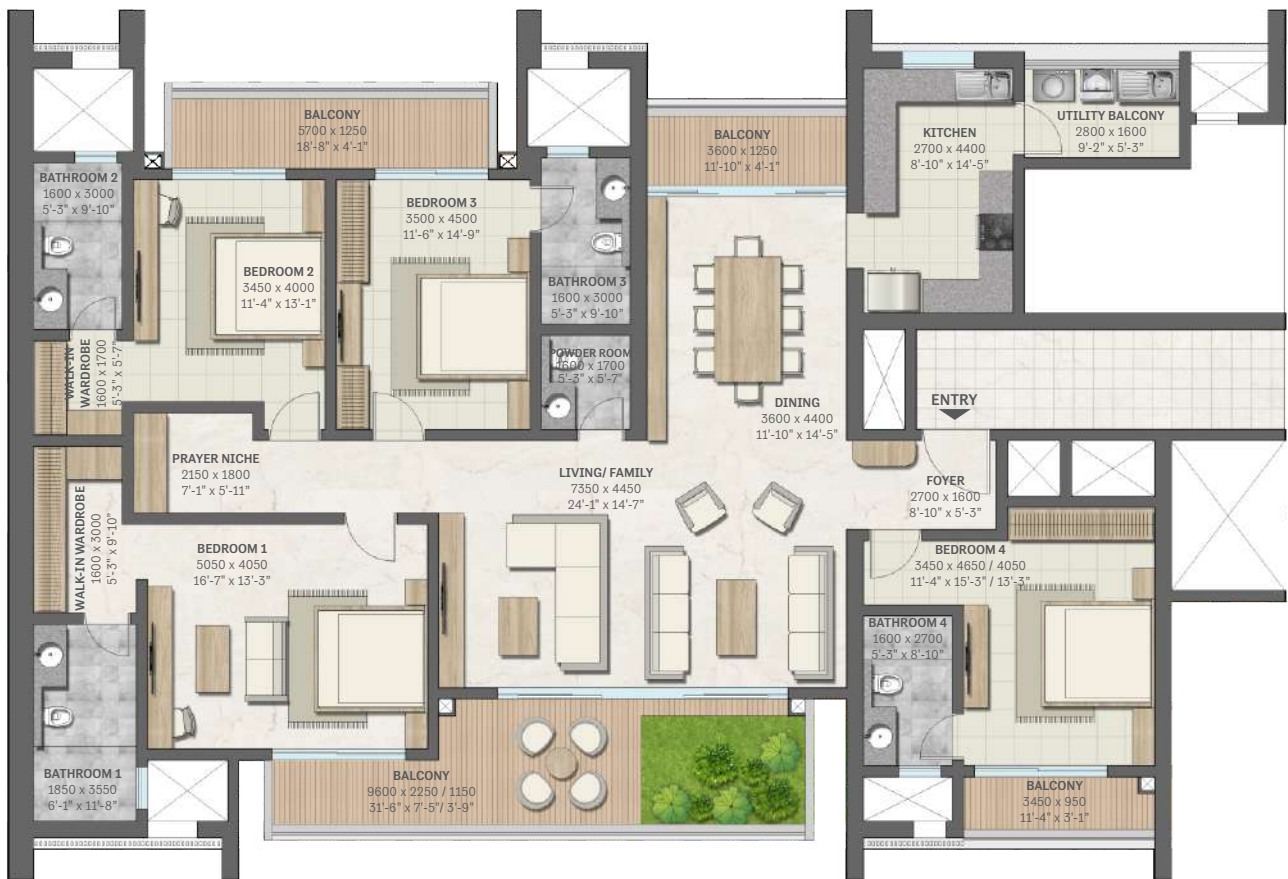 BALCONY
5700 x 1250
18'-8" x 4'-1"
BALCONY
3600 x 1250
11'-10" x 4'-1"
KITCHEN
2700 x 4400
8'-10" x 14'-5"
UTILITY BALCONY
2800 x 1600
9'-2" x 5'-3"
BATHROOM 2
1600 x 3000
5'-3" x 9'-10"
BEDROOM 2
3450 x 4000
11'-4" x 13'-1"
BEDROOM 3
3500 x 4500
11'-6" x 14'-9"
BATHROOM 3
1600 x 3000
5'-3" x 9'-10"
WALK-IN
WARDROBE
1600 x 1700
5'-3" x 5'-7"
POWDER ROOM
1600 x 1700
5'-3" x 5'-7"
DINING
3600 x 4400
11'-10" x 14'-5"
ENTRY
PRAYER NICHE
2150 x 1800
7'-1" x 5'-11"
LIVING/ FAMILY
7350 x 4450
24'-1" x 14'-7"
FOYER
2700 x 1600
8'-10" x 5'-3"
WALK-IN WARDROBE
1600 x 3000
5'-3" x 9'-10"
BEDROOM 1
5050 x 4050
16'-7" x 13'-3"
BEDROOM 4
3450 x 4650 / 4050
11'-4" x 15'-3" / 13'-3"
BATHROOM 4
1600 x 2700
5'-3" x 8'-10"
BATHROOM 1
1850 x 3550
6'-1" x 11'-8"
BALCONY
9600 x 2250 / 1150
31'-6" x 7'-5"/ 3'-9"
BALCONY
3450 x 950
11'-4" x 3'-1"